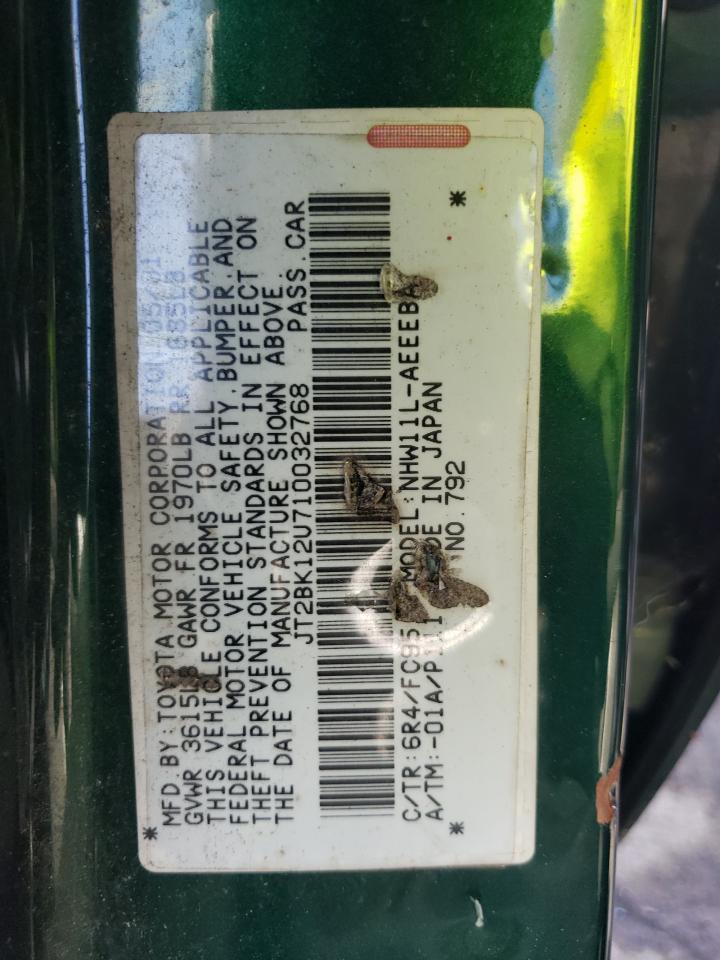 MFD. BY: TOYOTA MOTOR CORPORATION 05/01
GVWR 3615LB GAWR FR 1970LB RR 1685LB
THIS VEHICLE CONFORMS TO ALL APPLICABLE
FEDERAL MOTOR VEHICLE SAFETY, BUMPER, AND
THEFT PREVENTION STANDARDS IN EFFECT ON
THE DATE OF MANUFACTURE SHOWN ABOVE.
JT2BK12U710032768 PASS. CAR
* *
C/TR: 6R4/FC95 MODEL: NHW11L-AEEEBA
A/TM: -01A/P111 MADE IN JAPAN
* NO. 792